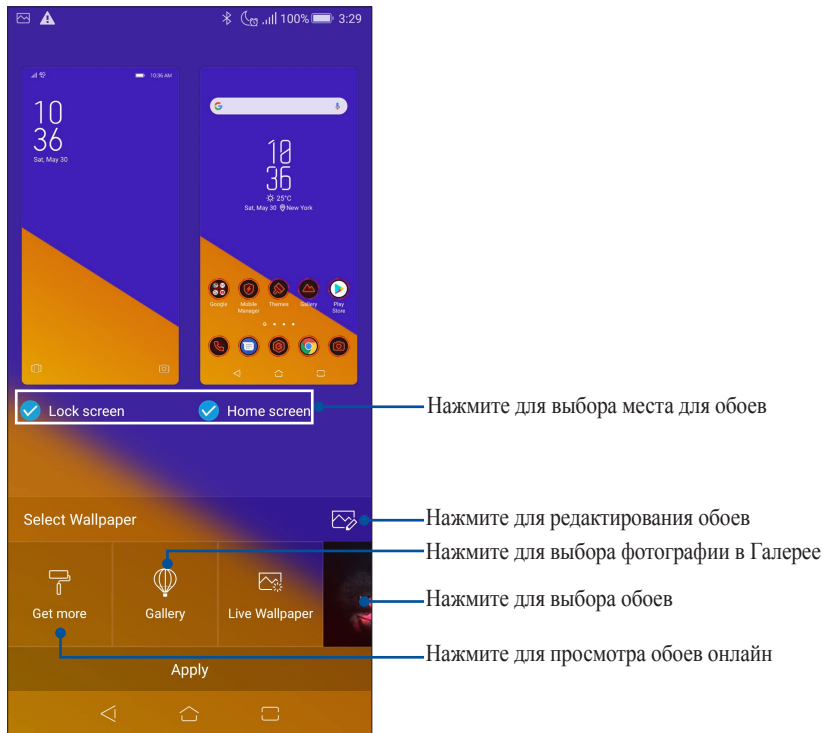 100% 3:29
10:36 AM
10
36
Sat, May 30
G
10
36
25°C
Sat, May 30 New York
Google Mobile Manager Themes Gallery Play Store
Lock screen
Home screen
Нажмите для выбора места для обоев
Select Wallpaper
Нажмите для редактирования обоев
Нажмите для выбора фотографии в Галерее
Get more
Gallery
Live Wallpaper
Нажмите для выбора обоев
Нажмите для просмотра обоев онлайн
Apply